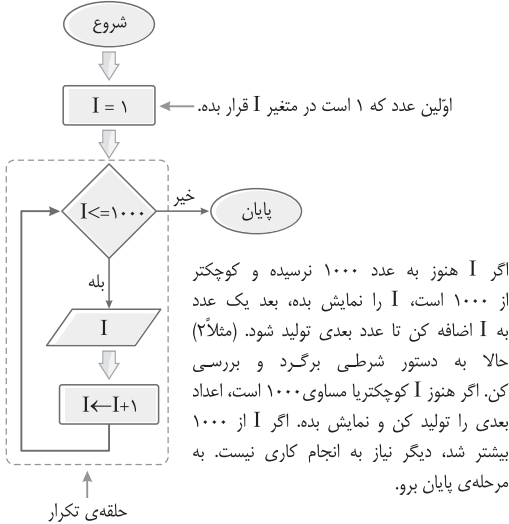 شروع
I = ۱
اوّلین عدد که ۱ است در متغیر I قرار بده.
I<=۱۰۰۰
خیر
پایان
بله
I
I←I+۱
حلقه‌ی تکرار
اگر I هنوز به عدد ۱۰۰۰ نرسیده و کوچکتر
از ۱۰۰۰ است، I را نمایش بده، بعد یک عدد
به I اضافه کن تا عدد بعدی تولید شود. (مثلاً۲)
حالا به دستور شرطی برگرد و بررسی
کن. اگر هنوز I کوچکتریا مساوی۱۰۰۰ است، اعداد
بعدی را تولید کن و نمایش بده. اگر I از ۱۰۰۰
بیشتر شد، دیگر نیاز به انجام کاری نیست. به
مرحله‌ی پایان برو.